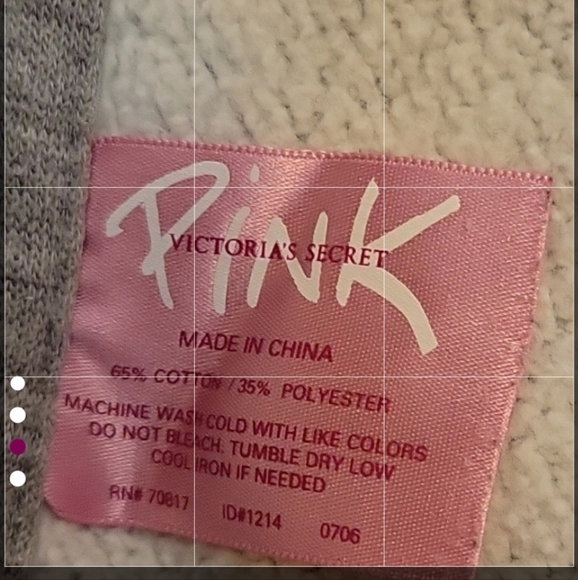 PINK
VICTORIA'S SECRET
MADE IN CHINA
65% COTTON / 35% POLYESTER
MACHINE WASH COLD WITH LIKE COLORS
DO NOT BLEACH. TUMBLE DRY LOW
COOL IRON IF NEEDED
RN# 70817 ID#1214 0706